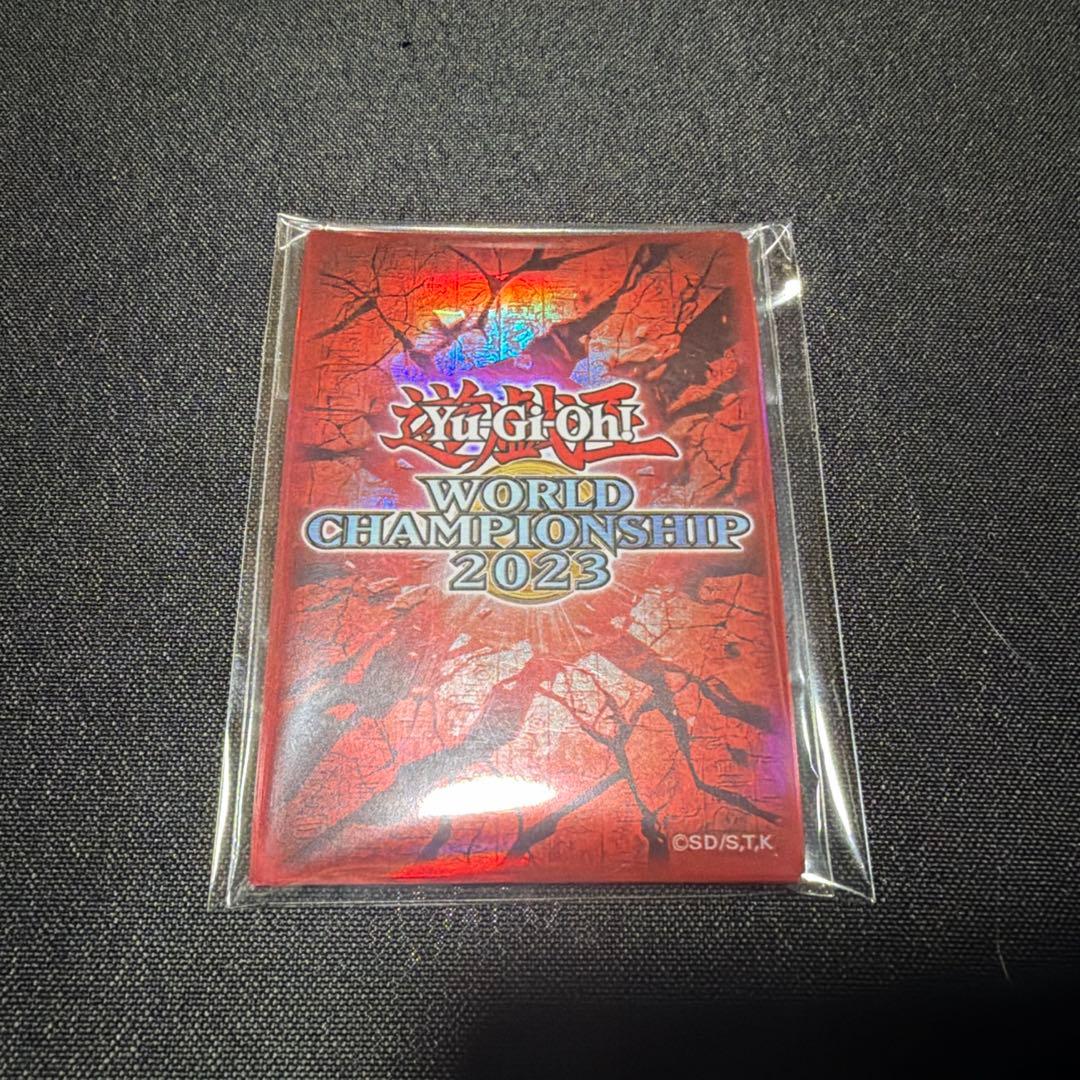 遊戯王
Yu-Gi-Oh!
WORLD
CHAMPIONSHIP
2023
©SD/S,T,K